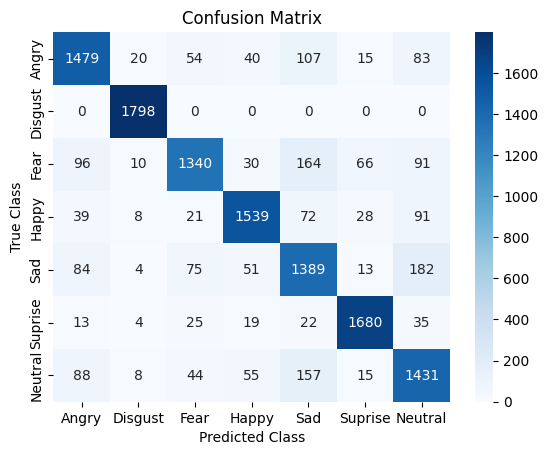 Confusion Matrix
True Class
Angry 1479 20 54 40 107 15 83
Disgust 0 1798 0 0 0 0 0
Fear 96 10 1340 30 164 66 91
Happy 39 8 21 1539 72 28 91
Sad 84 4 75 51 1389 13 182
Suprise 13 4 25 19 22 1680 35
Neutral 88 8 44 55 157 15 1431
Angry Disgust Fear Happy Sad Suprise Neutral
Predicted Class
1600
1400
1200
1000
800
600
400
200
0